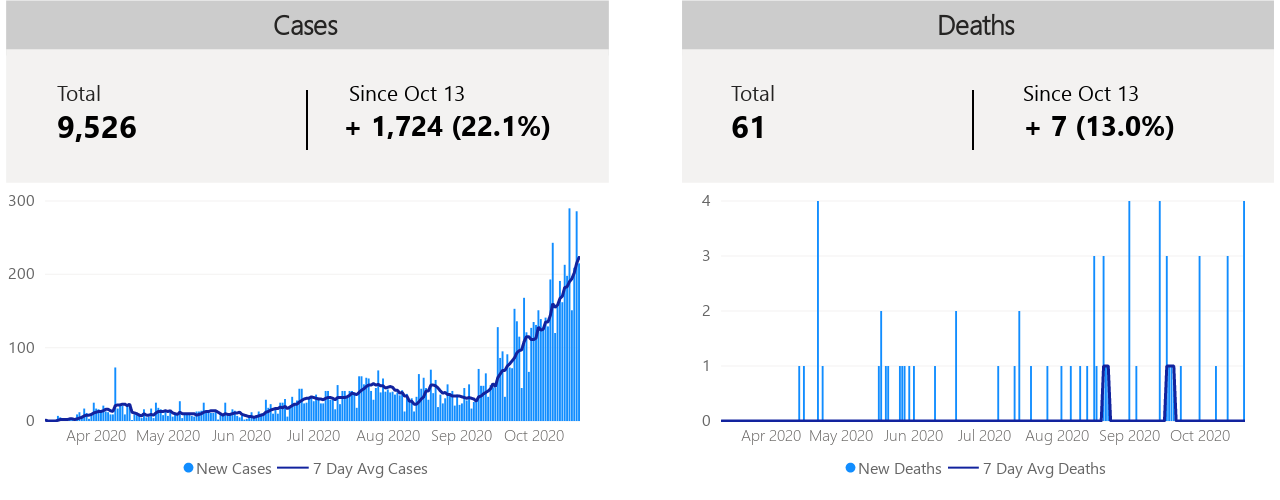 Cases
Total
Since Oct 13
9,526
+ 1,724 (22.1%)
300
200
100
0
Apr 2020 May 2020 Jun 2020 Jul 2020 Aug 2020 Sep 2020 Oct 2020
New Cases 7 Day Avg Cases
Deaths
Total
Since Oct 13
61
+ 7 (13.0%)
4
3
2
1
0
Apr 2020 May 2020 Jun 2020 Jul 2020 Aug 2020 Sep 2020 Oct 2020
New Deaths 7 Day Avg Deaths